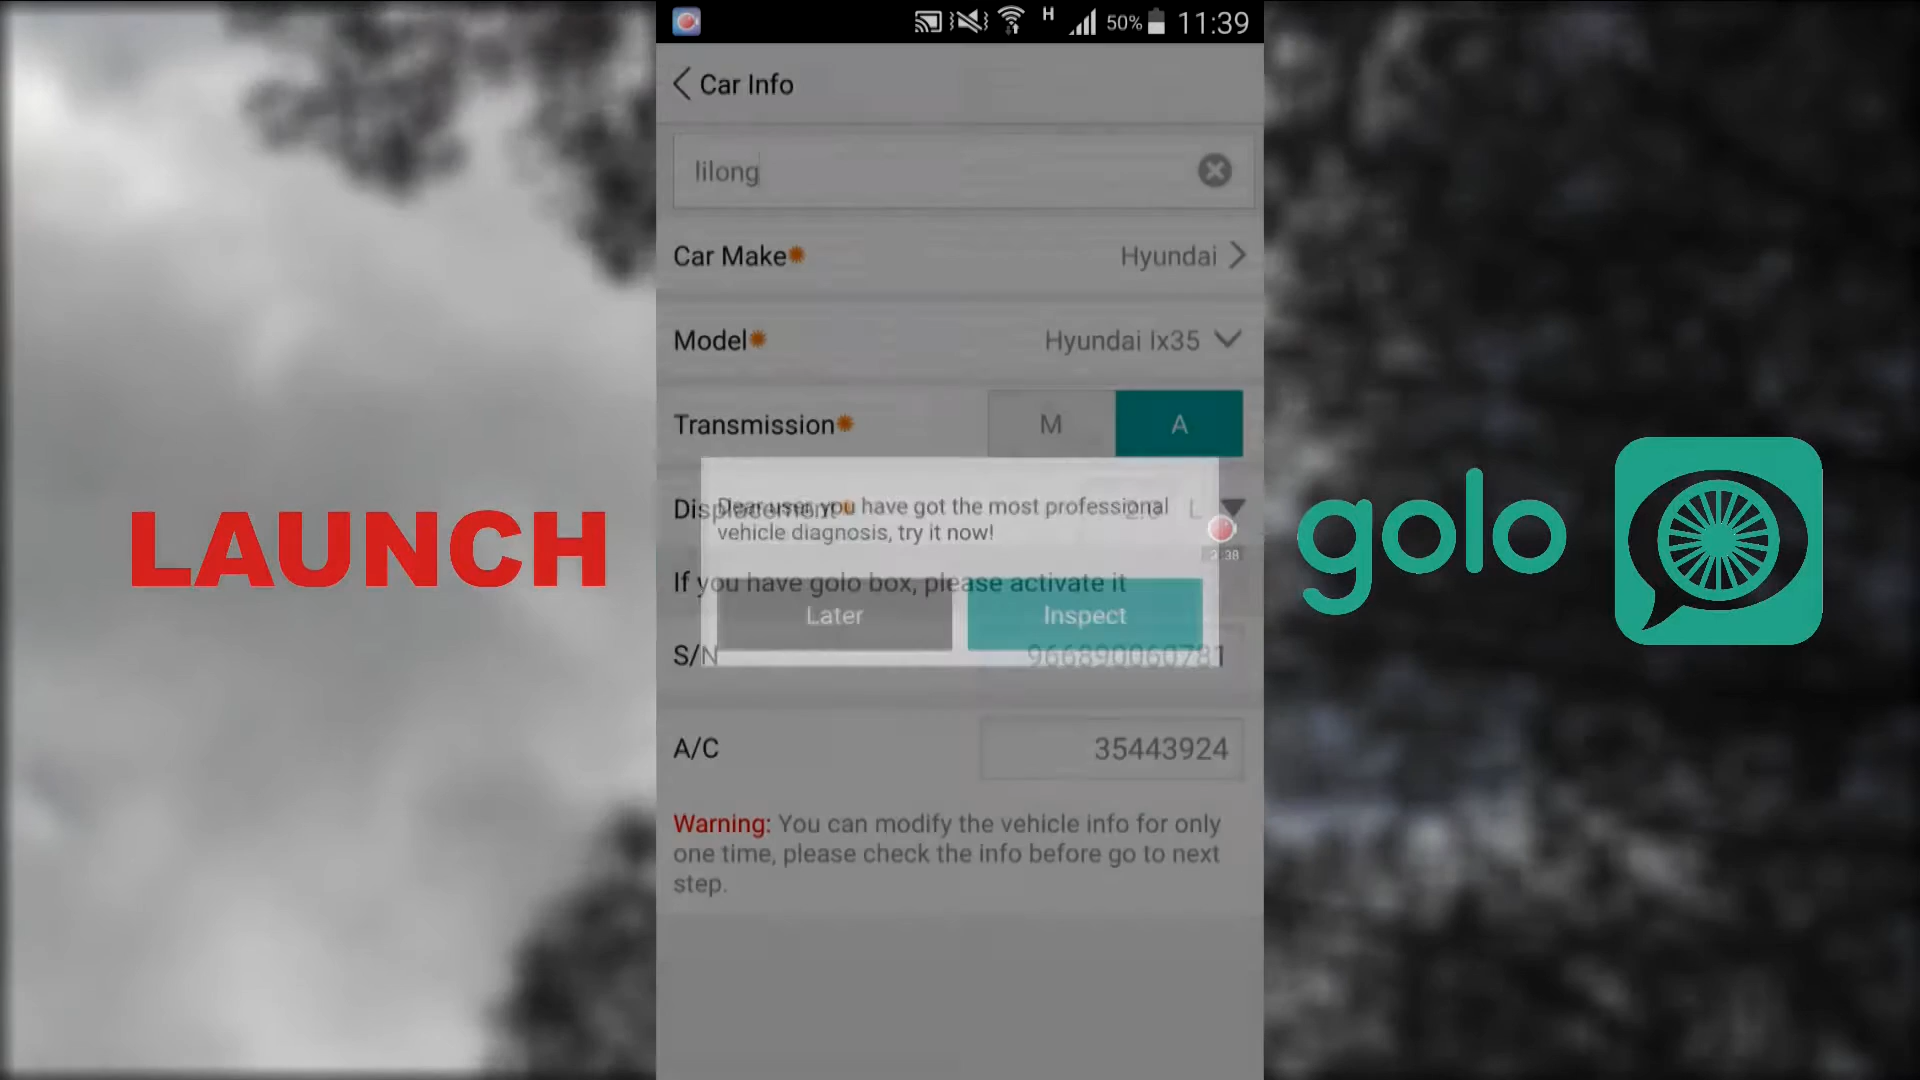 H 50% 11:39
Car Info
lilong
Car Make Hyundai
Model Hyundai Ix35
Transmission M A
Displacement L
Dear user, you have got the most professional
vehicle diagnosis, try it now!
If you have golo box, please activate it
Later Inspect
S/N 966890060781
A/C 35443924
Warning: You can modify the vehicle info for only
one time, please check the info before go to next
step.
LAUNCH
golo